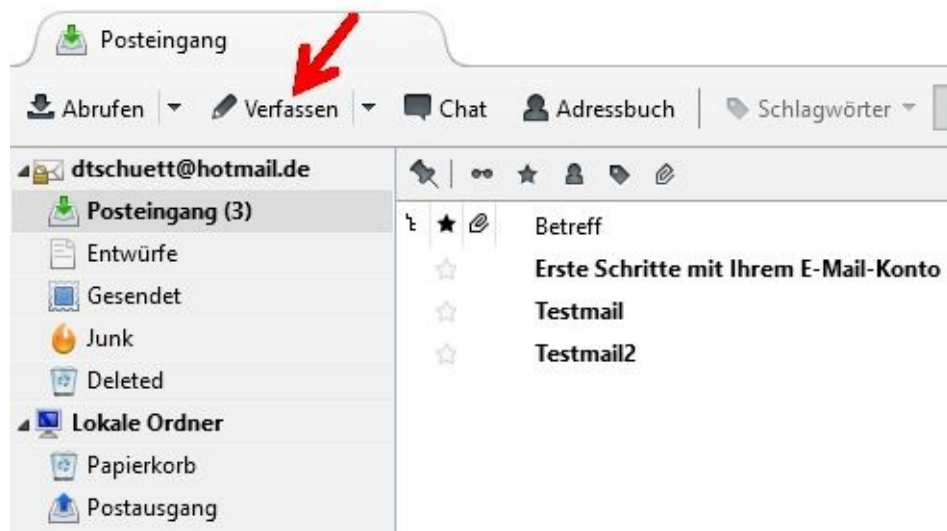 Posteingang
Abrufen Verfassen Chat Adressbuch Schlagwörter
dtschuett@hotmail.de
Posteingang (3)
Entwürfe
Gesendet
Junk
Deleted
Lokale Ordner
Papierkorb
Postausgang
Betreff
Erste Schritte mit Ihrem E-Mail-Konto
Testmail
Testmail2